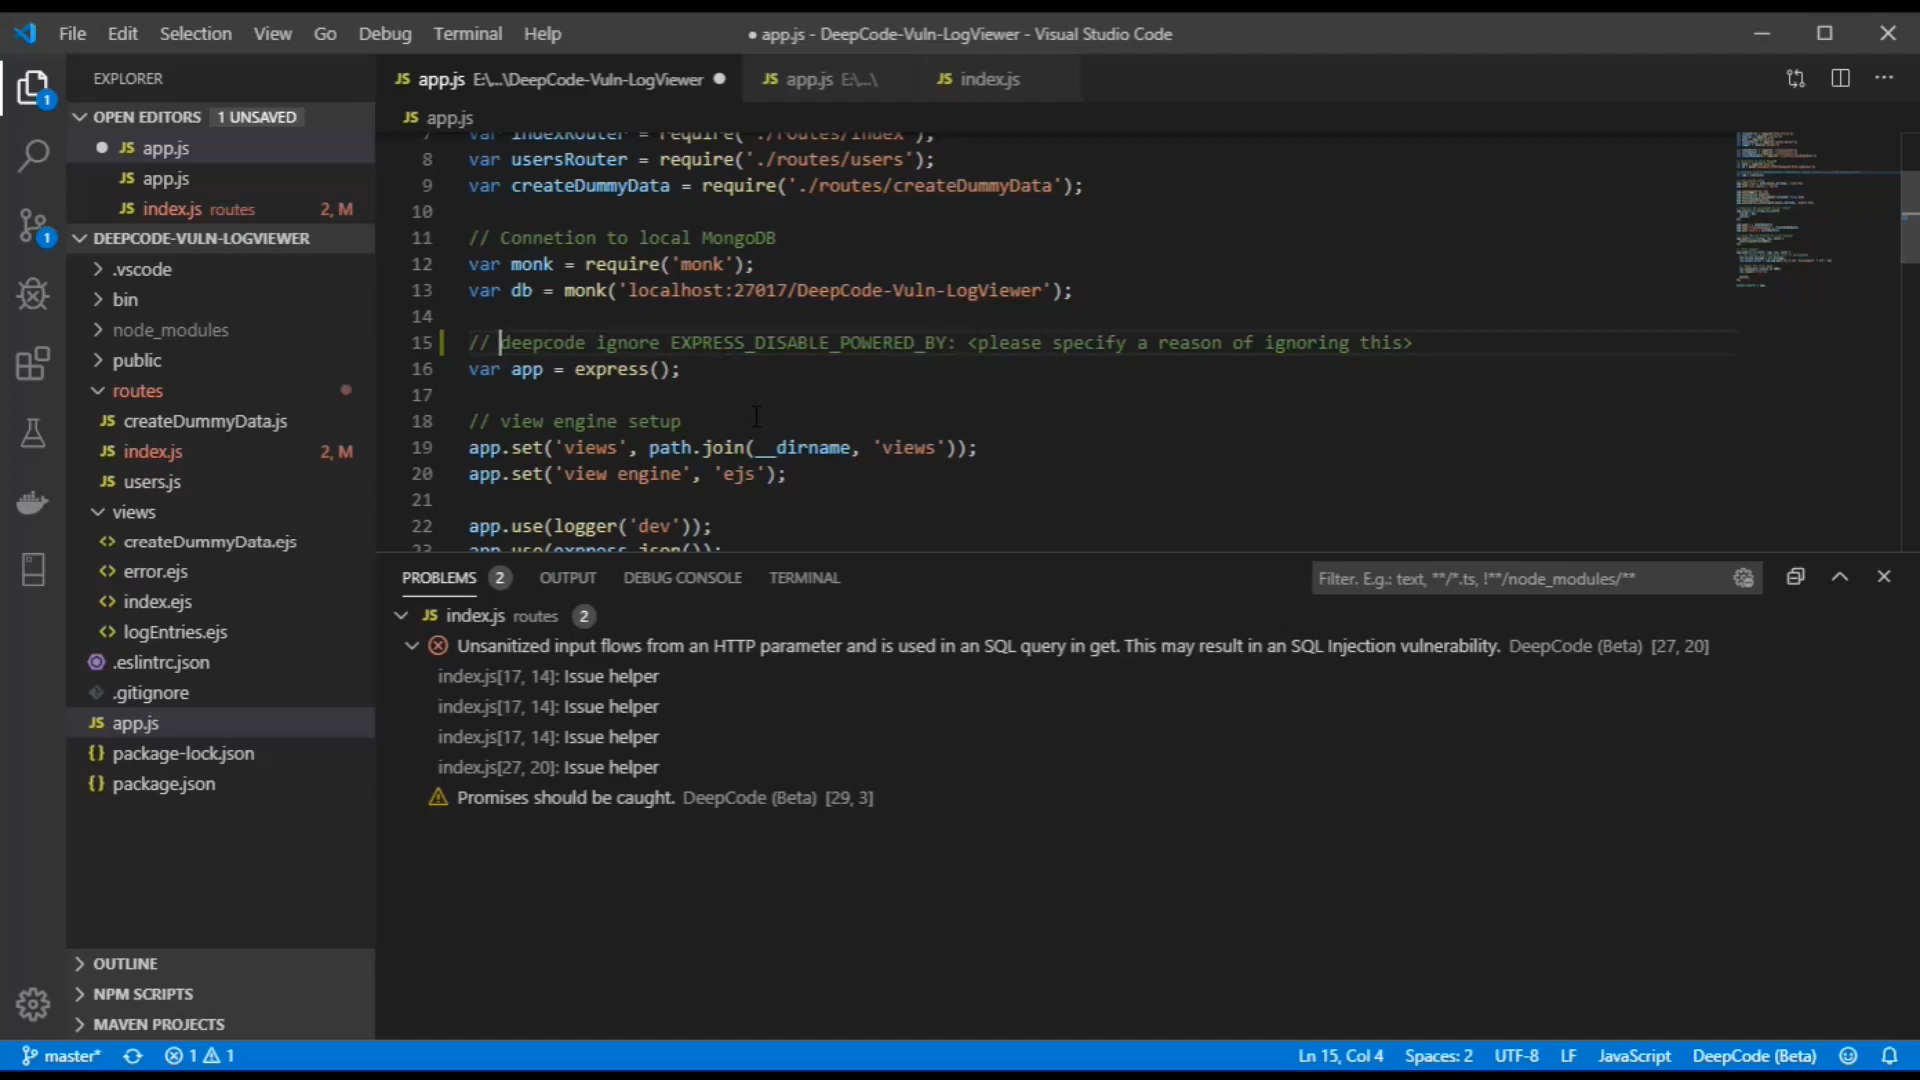 File Edit Selection View Go Debug Terminal Help
● app.js - DeepCode-Vuln-LogViewer - Visual Studio Code
EXPLORER
OPEN EDITORS 1 UNSAVED
JS app.js
JS app.js
JS index.js routes 2, M
DEEPCODE-VULN-LOGVIEWER
.vscode
bin
node_modules
public
routes
JS createDummyData.js
JS index.js 2, M
JS users.js
views
<> createDummyData.ejs
<> error.ejs
<> index.ejs
<> logEntries.ejs
.eslintrc.json
.gitignore
JS app.js
{} package-lock.json
{} package.json
OUTLINE
NPM SCRIPTS
MAVEN PROJECTS
1
1
JS app.js E:\...\DeepCode-Vuln-LogViewer ●
JS app.js E:\...\
JS index.js
JS app.js
7 var indexRouter = require('./routes/index');
8 var usersRouter = require('./routes/users');
9 var createDummyData = require('./routes/createDummyData');
10
11 // Connetion to local MongoDB
12 var monk = require('monk');
13 var db = monk('localhost:27017/DeepCode-Vuln-LogViewer');
14
15 // deepcode ignore EXPRESS_DISABLE_POWERED_BY: <please specify a reason of ignoring this>
16 var app = express();
17
18 // view engine setup
19 app.set('views', path.join(__dirname, 'views'));
20 app.set('view engine', 'ejs');
21
22 app.use(logger('dev'));
23 app.use(express.json());
PROBLEMS 2 OUTPUT DEBUG CONSOLE TERMINAL
Filter. E.g.: text, **/*.ts, !**/node_modules/**
JS index.js routes 2
Unsanitized input flows from an HTTP parameter and is used in an SQL query in get. This may result in an SQL Injection vulnerability. DeepCode (Beta) [27, 20]
index.js[17, 14]: Issue helper
index.js[17, 14]: Issue helper
index.js[17, 14]: Issue helper
index.js[27, 20]: Issue helper
Promises should be caught. DeepCode (Beta) [29, 3]
master* 1 1
Ln 15, Col 4 Spaces: 2 UTF-8 LF JavaScript DeepCode (Beta)